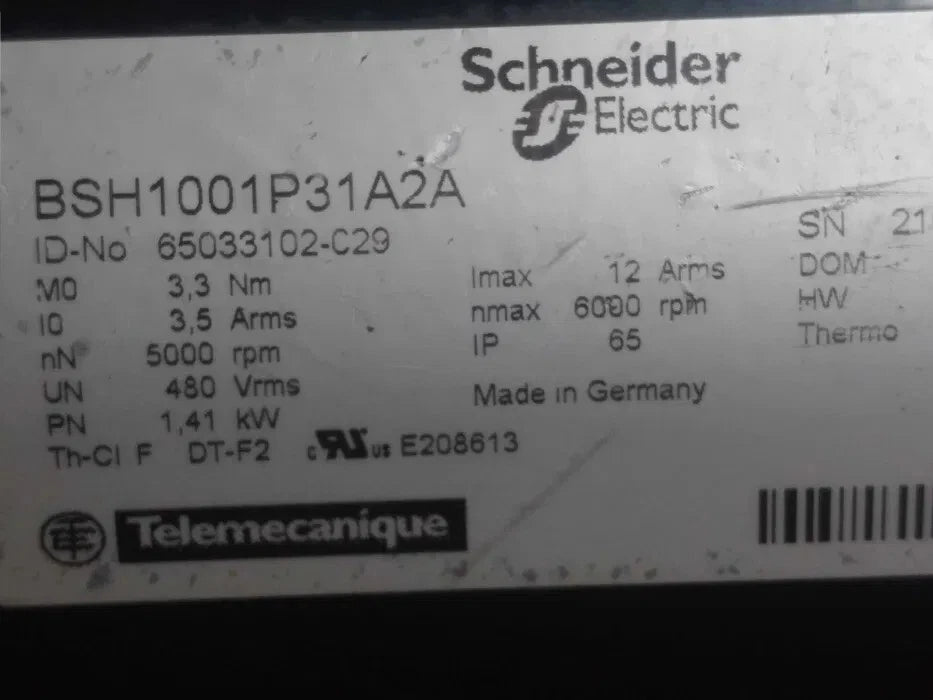 Schneider
Electric
BSH1001P31A2A
ID-No 65033102-C29
M0 3,3 Nm
I0 3,5 Arms
nN 5000 rpm
UN 480 Vrms
PN 1,41 kW
Th-Cl F DT-F2 c us E208613
Imax 12 Arms
nmax 6000 rpm
IP 65
Made in Germany
SN 21
DOM
HW
Thermo
Telemecanique